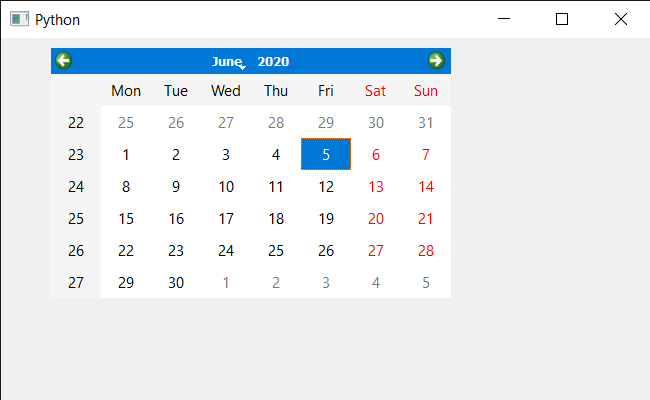 Python
June 2020
Mon Tue Wed Thu Fri Sat Sun
22 25 26 27 28 29 30 31
23 1 2 3 4 5 6 7
24 8 9 10 11 12 13 14
25 15 16 17 18 19 20 21
26 22 23 24 25 26 27 28
27 29 30 1 2 3 4 5